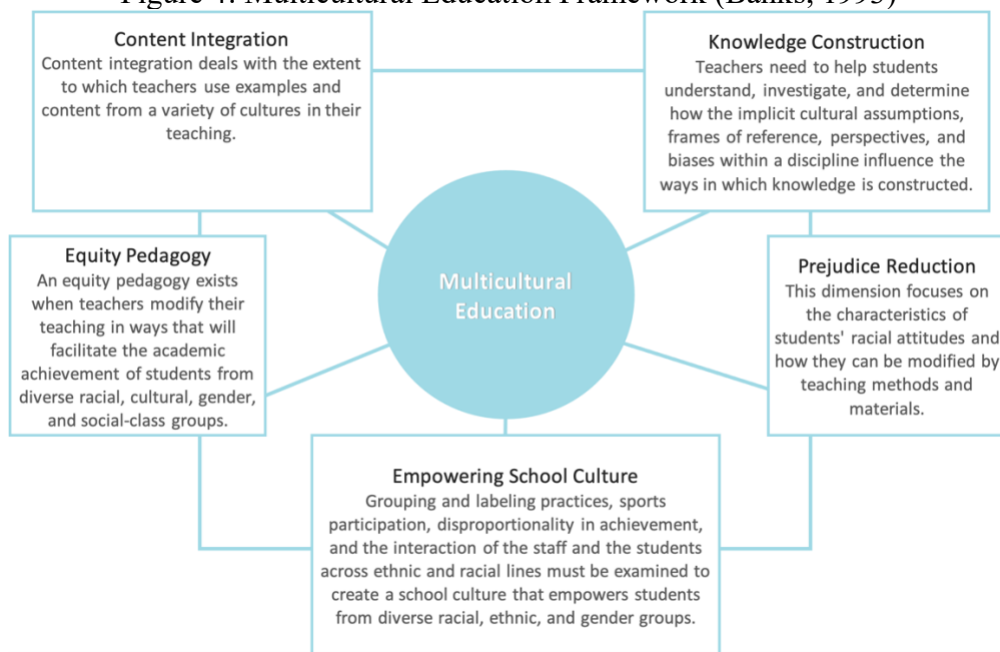 Figure 4. Multicultural Education Framework (Banks, 1995)
Content Integration
Content integration deals with the extent
to which teachers use examples and
content from a variety of cultures in their
teaching.
Knowledge Construction
Teachers need to help students
understand, investigate, and determine
how the implicit cultural assumptions,
frames of reference, perspectives, and
biases within a discipline influence the
ways in which knowledge is constructed.
Multicultural
Education
Equity Pedagogy
An equity pedagogy exists
when teachers modify their
teaching in ways that will
facilitate the academic
achievement of students from
diverse racial, cultural, gender,
and social-class groups.
Prejudice Reduction
This dimension focuses on
the characteristics of
students' racial attitudes and
how they can be modified by
teaching methods and
materials.
Empowering School Culture
Grouping and labeling practices, sports
participation, disproportionality in achievement,
and the interaction of the staff and the students
across ethnic and racial lines must be examined to
create a school culture that empowers students
from diverse racial, ethnic, and gender groups.